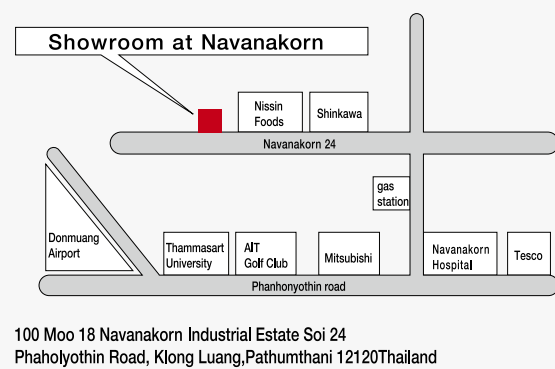 Showroom at Navanakorn
Nissin
Foods
Shinkawa
Navanakorn 24
gas
station
Donmuang
Airport
Thammasart
University
AIT
Golf Club
Mitsubishi
Navanakorn
Hospital
Tesco
Phanhonyothin road
100 Moo 18 Navanakorn Industrial Estate Soi 24
Phaholyothin Road, Klong Luang,Pathumthani 12120Thailand